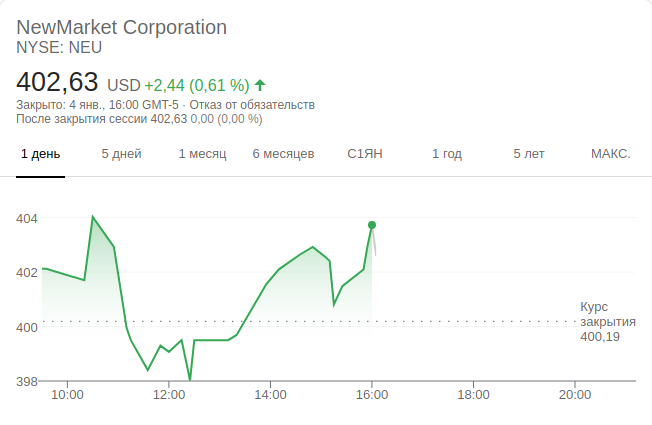 NewMarket Corporation
NYSE: NEU
402,63 USD +2,44 (0,61 %)
Закрыто: 4 янв., 16:00 GMT-5 · Отказ от обязательств
После закрытия сессии 402,63 0,00 (0,00 %)
1 день 5 дней 1 месяц 6 месяцев С1ЯН 1 год 5 лет МАКС.
404
402
400
398
Курс
закрытия
400,19
10:00 12:00 14:00 16:00 18:00 20:00